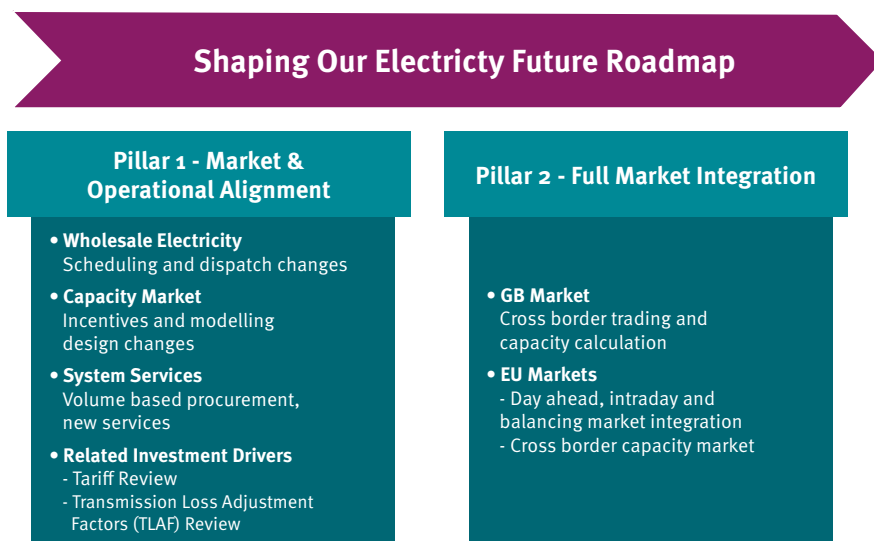 Shaping Our Electricty Future Roadmap
Pillar 1 - Market &
Operational Alignment
• Wholesale Electricity
Scheduling and dispatch changes
• Capacity Market
Incentives and modelling
design changes
• System Services
Volume based procurement,
new services
• Related Investment Drivers
- Tariff Review
- Transmission Loss Adjustment
Factors (TLAF) Review
Pillar 2 - Full Market Integration
• GB Market
Cross border trading and
capacity calculation
• EU Markets
- Day ahead, intraday and
balancing market integration
- Cross border capacity market